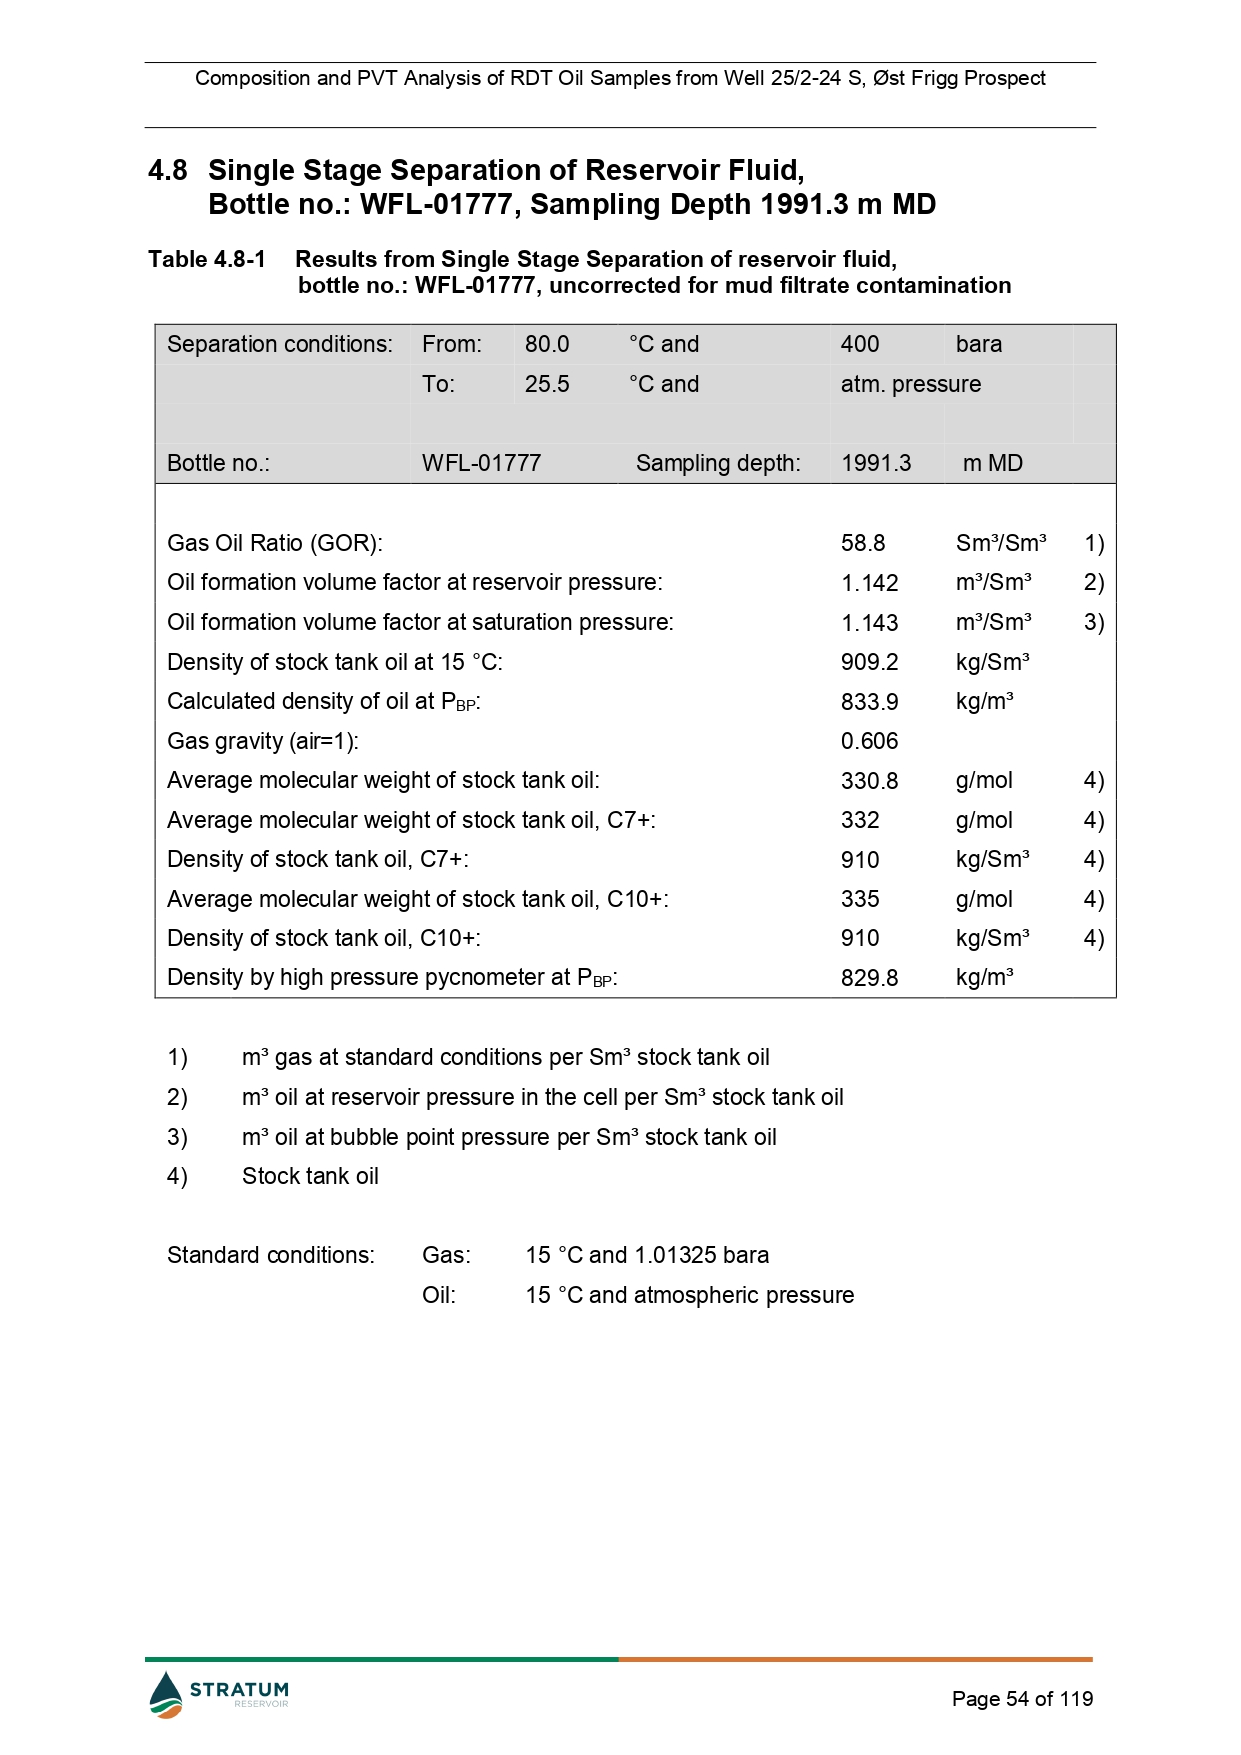 Composition and PVT Analysis of RDT Oil Samples from Well 25/2-24 S, Øst Frigg Prospect
4.8 Single Stage Separation of Reservoir Fluid,
Bottle no.: WFL-01777, Sampling Depth 1991.3 m MD
Table 4.8-1 Results from Single Stage Separation of reservoir fluid,
bottle no.: WFL-01777, uncorrected for mud filtrate contamination
Separation conditions: From: 80.0 °C and 400 bara
To: 25.5 °C and atm. pressure
Bottle no.: WFL-01777 Sampling depth: 1991.3 m MD
Gas Oil Ratio (GOR): 58.8 Sm³/Sm³ 1)
Oil formation volume factor at reservoir pressure: 1.142 m³/Sm³ 2)
Oil formation volume factor at saturation pressure: 1.143 m³/Sm³ 3)
Density of stock tank oil at 15 °C: 909.2 kg/Sm³
Calculated density of oil at PBP: 833.9 kg/m³
Gas gravity (air=1): 0.606
Average molecular weight of stock tank oil: 330.8 g/mol 4)
Average molecular weight of stock tank oil, C7+: 332 g/mol 4)
Density of stock tank oil, C7+: 910 kg/Sm³ 4)
Average molecular weight of stock tank oil, C10+: 335 g/mol 4)
Density of stock tank oil, C10+: 910 kg/Sm³ 4)
Density by high pressure pycnometer at PBP: 829.8 kg/m³
1) m³ gas at standard conditions per Sm³ stock tank oil
2) m³ oil at reservoir pressure in the cell per Sm³ stock tank oil
3) m³ oil at bubble point pressure per Sm³ stock tank oil
4) Stock tank oil
Standard conditions: Gas: 15 °C and 1.01325 bara
Oil: 15 °C and atmospheric pressure
STRATUM
RESERVOIR
Page 54 of 119